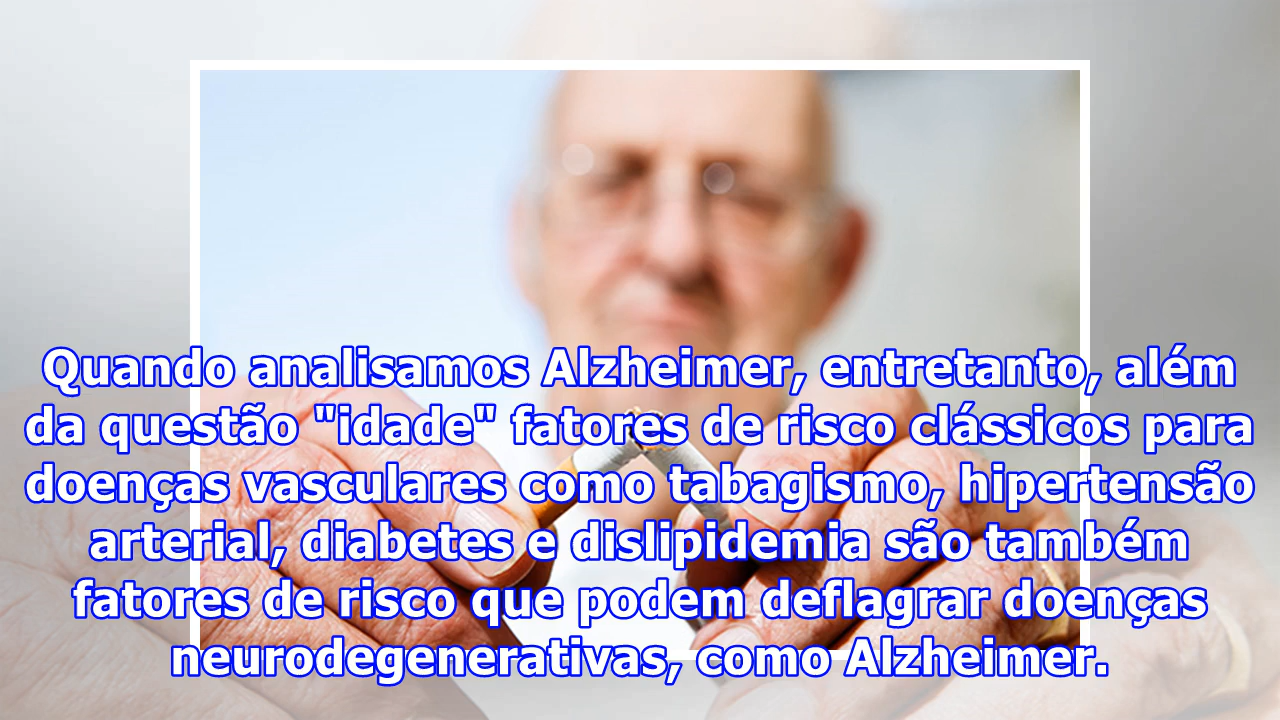 Quando analisamos Alzheimer, entretanto, além
da questão "idade" fatores de risco clássicos para
doenças vasculares como tabagismo, hipertensão
arterial, diabetes e dislipidemia são também
fatores de risco que podem deflagrar doenças
neurodegenerativas, como Alzheimer.